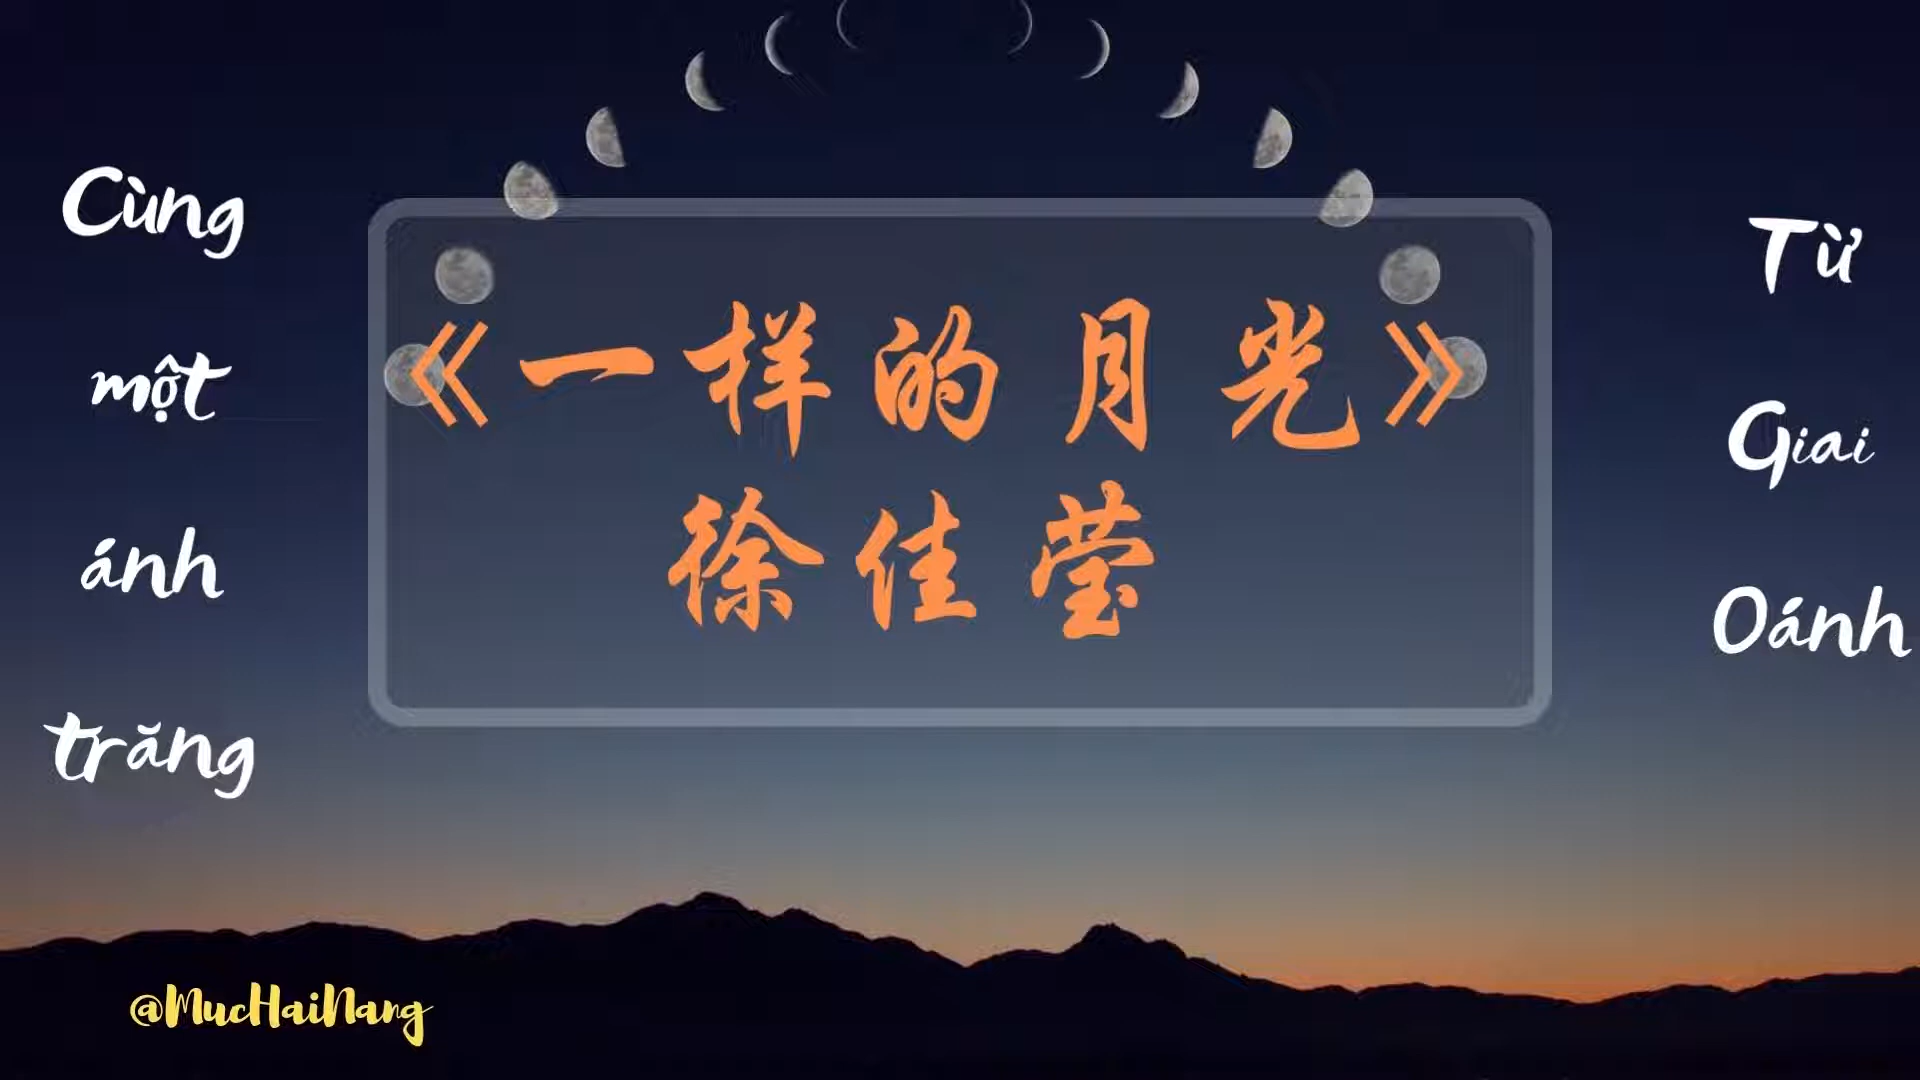 Cùng
một
ánh
trăng
《一样的月光》
徐佳莹
Từ
Giai
Oánh
@MucHaiNang